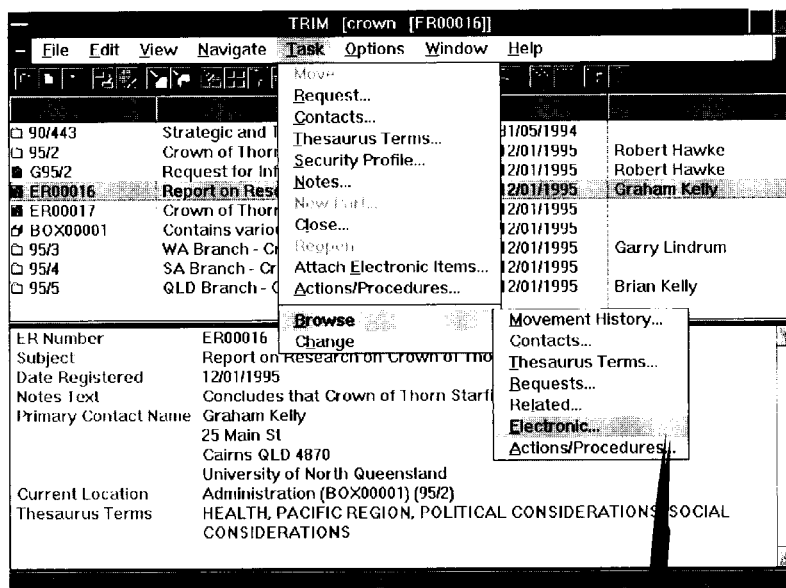 TRIM [crown [ER00016]]
File Edit View Navigate Task Options Window Help
Move
Request...
Contacts...
Thesaurus Terms...
Security Profile...
Notes...
New Part...
Close...
Reopen
Attach Electronic Items...
Actions/Procedures...
Browse
Change
Movement History...
Contacts...
Thesaurus Terms...
Requests...
Related...
Electronic...
Actions/Procedures...
90/443 Strategic and 31/05/1994
95/2 Crown of Thorn 12/01/1995 Robert Hawke
G95/2 Request for Inf 12/01/1995 Robert Hawke
ER00016 Report on Rese 12/01/1995 Graham Kelly
ER00017 Crown of Thorn 12/01/1995
BOX00001 Contains variou 12/01/1995
95/3 WA Branch - Cr 12/01/1995 Garry Lindrum
95/4 SA Branch - Cr 12/01/1995
95/5 QLD Branch - C 12/01/1995 Brian Kelly
ER Number ER00016
Subject Report on Research on Crown of Tho
Date Registered 12/01/1995
Notes Text Concludes that Crown of Thorn Starfi
Primary Contact Name Graham Kelly
25 Main St
Cairns QLD 4870
University of North Queensland
Current Location Administration (BOX00001) (95/2)
Thesaurus Terms HEALTH, PACIFIC REGION, POLITICAL CONSIDERATIONS, SOCIAL
CONSIDERATIONS